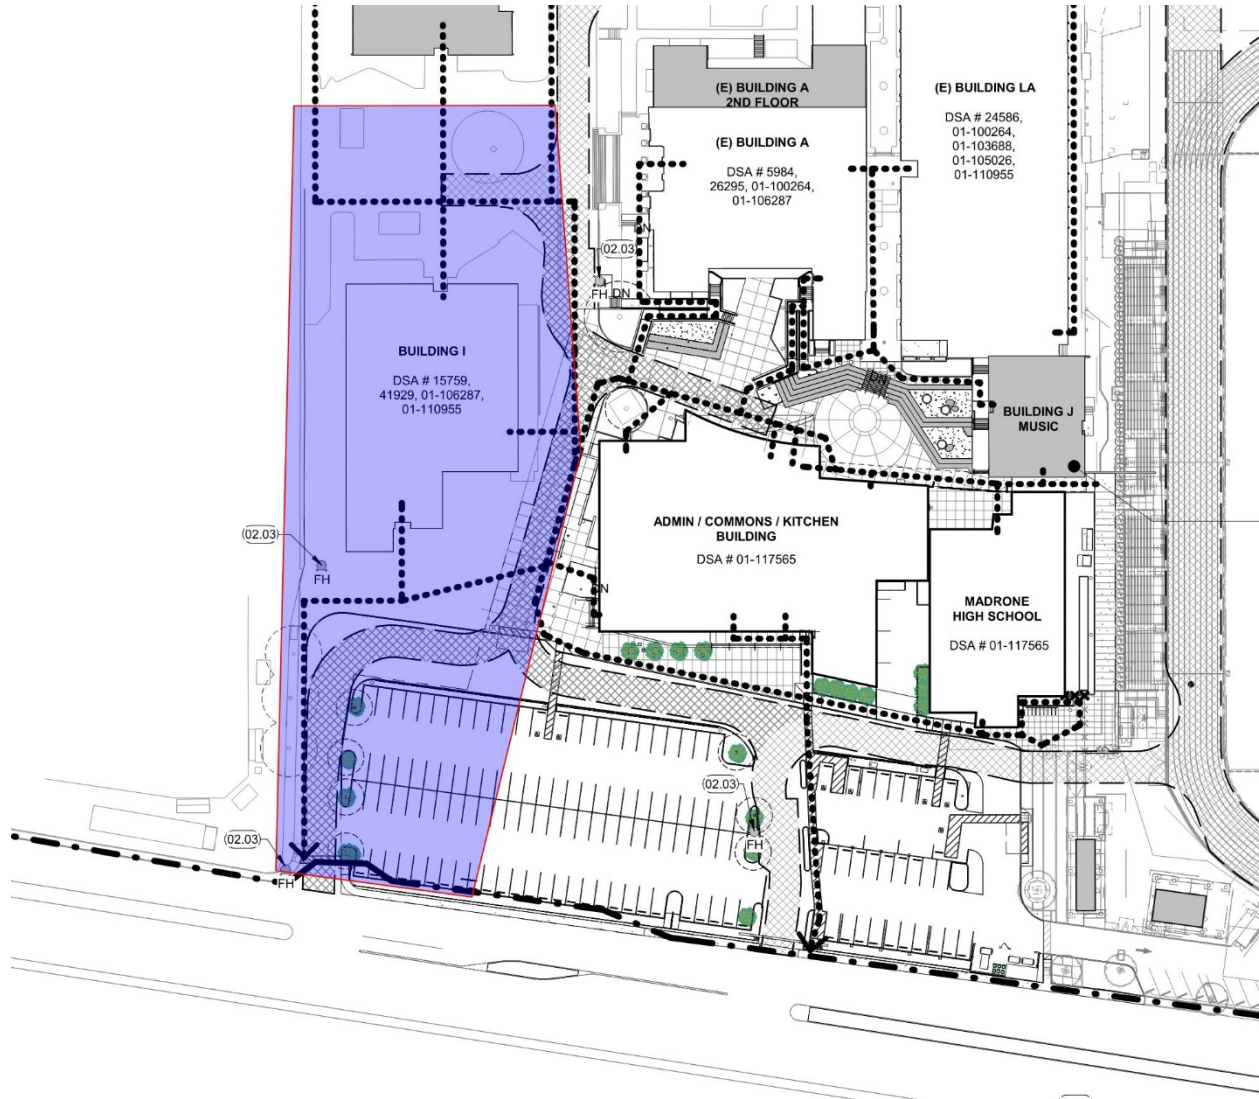 (E) BUILDING A
2ND FLOOR
(E) BUILDING A
DSA # 5984,
26295, 01-100264,
01-106287
(E) BUILDING LA
DSA # 24586,
01-100264,
01-103688,
01-105026,
01-110955
02.03
FH
DN
BUILDING I
DSA # 15759,
41929, 01-106287,
01-110955
BUILDING J
MUSIC
ADMIN / COMMONS / KITCHEN
BUILDING
DSA # 01-117565
02.03
FH
MADRONE
HIGH SCHOOL
DSA # 01-117565
02.03
FH
02.03
FH